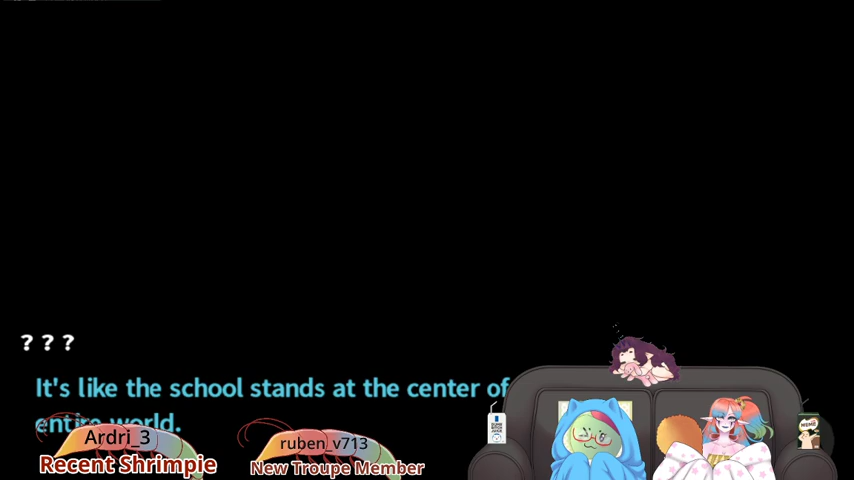 ? ? ?
It's like the school stands at the center of
entire world.
Ardri_3
Recent Shrimpie
ruben_v713
New Troupe Member